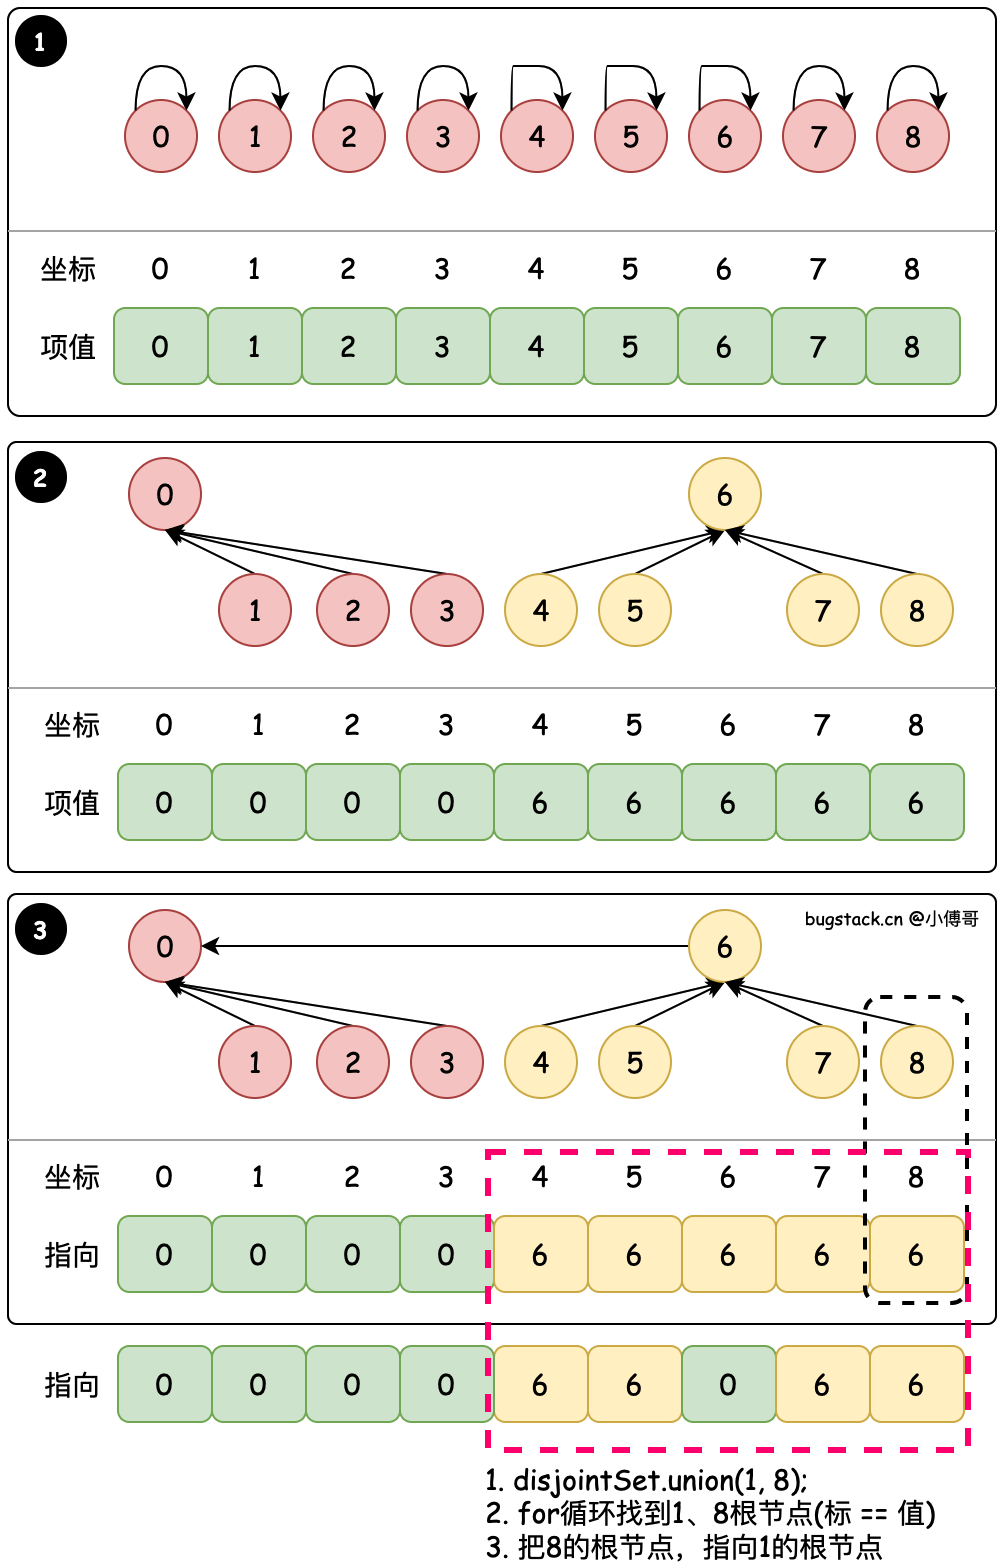 1
0 1 2 3 4 5 6 7 8
坐标 0 1 2 3 4 5 6 7 8
项值 0 1 2 3 4 5 6 7 8
2
0 6
1 2 3 4 5 7 8
坐标 0 1 2 3 4 5 6 7 8
项值 0 0 0 0 6 6 6 6 6
3
bugstack.cn @小傅哥
0 6
1 2 3 4 5 7 8
坐标 0 1 2 3 4 5 6 7 8
指向 0 0 0 0 6 6 6 6 6
指向 0 0 0 0 6 6 0 6 6
1. disjointSet.union(1, 8);
2. for循环找到1、8根节点(标 == 值)
3. 把8的根节点，指向1的根节点